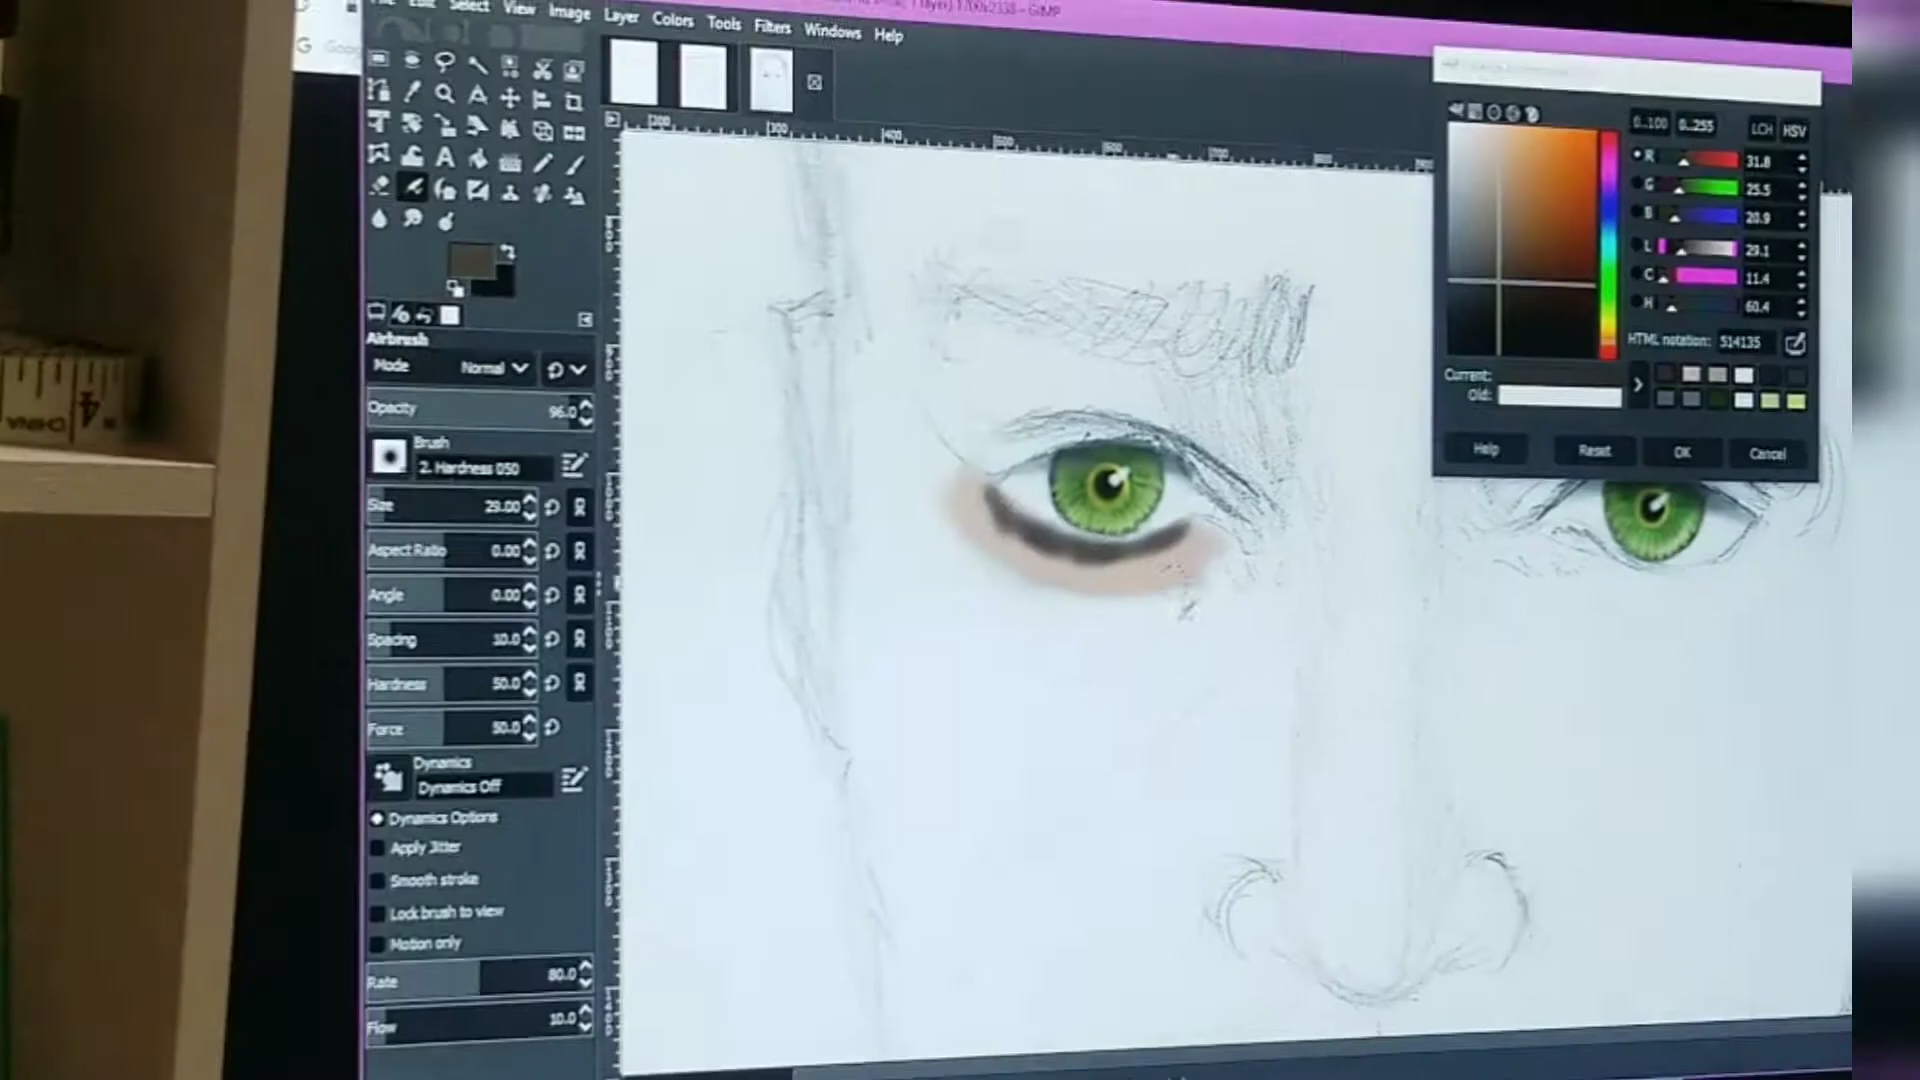 Edit Select View Image Layer Colors Tools Filters Windows Help
Airbrush
Mode Normal
Opacity 96.0
Brush
2. Hardness 050
Size 29.00
Aspect Ratio 0.00
Angle 0.00
Spacing 10.0
Hardness 50.0
Force 50.0
Dynamics
Dynamics Off
Dynamics Options
Apply Jitter
Smooth stroke
Lock brush to view
Motion only
Rate 80.0
Flow 10.0
0..100 0..255 LCH HSV
R 31.8
G 25.5
B 20.9
L 29.1
C 11.4
H 60.4
HTML notation: 514135
Current:
Old:
Help Reset OK Cancel
CHINA
4